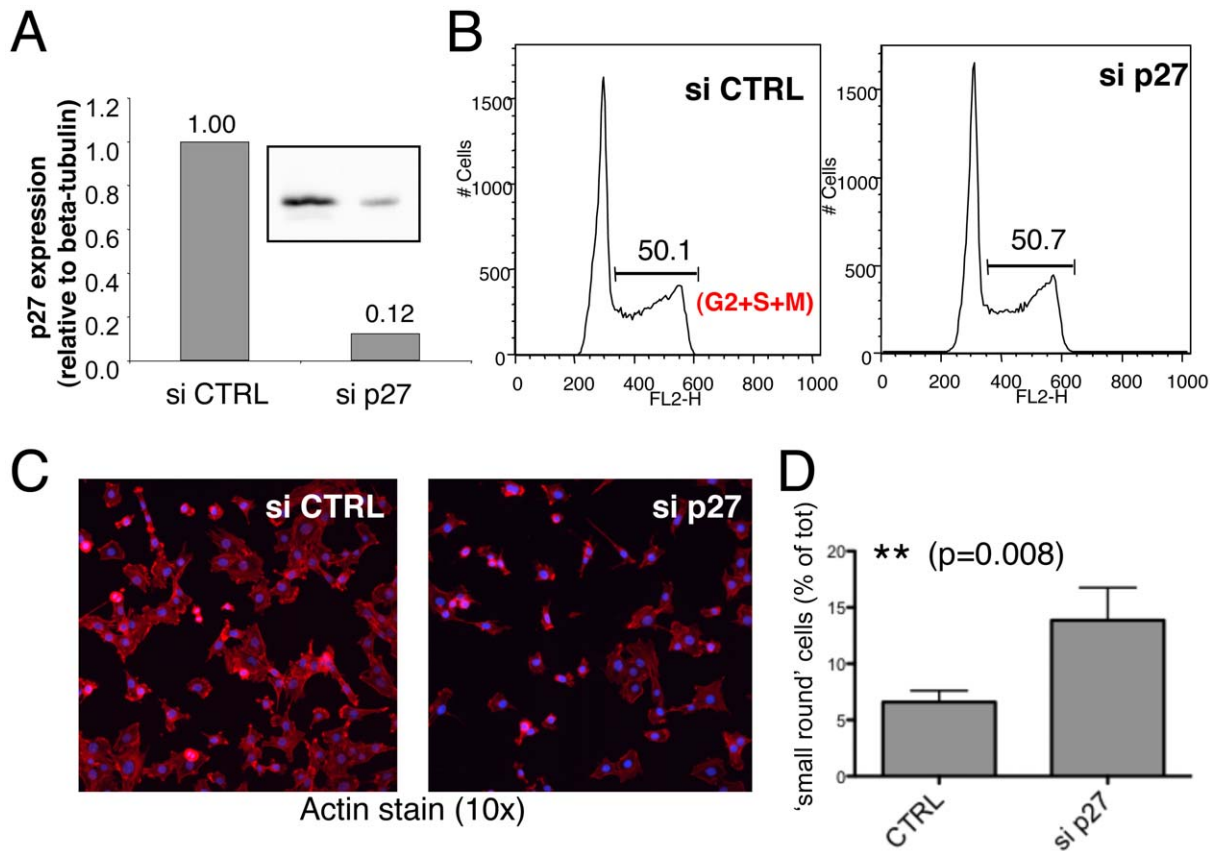 A
p27 expression
(relative to beta-tubulin)
1.2
1.0
0.8
0.6
0.4
0.2
0.0
1.00
0.12
si CTRL
si p27
B
si CTRL
# Cells
1500
1000
500
0
50.1
(G2+S+M)
0
200
400
600
800
1000
FL2-H
si p27
# Cells
1500
1000
500
0
50.7
0
200
400
600
800
1000
FL2-H
C
si CTRL
si p27
Actin stain (10x)
D
'small round' cells (% of tot)
20
15
10
5
0
** (p=0.008)
CTRL
si p27